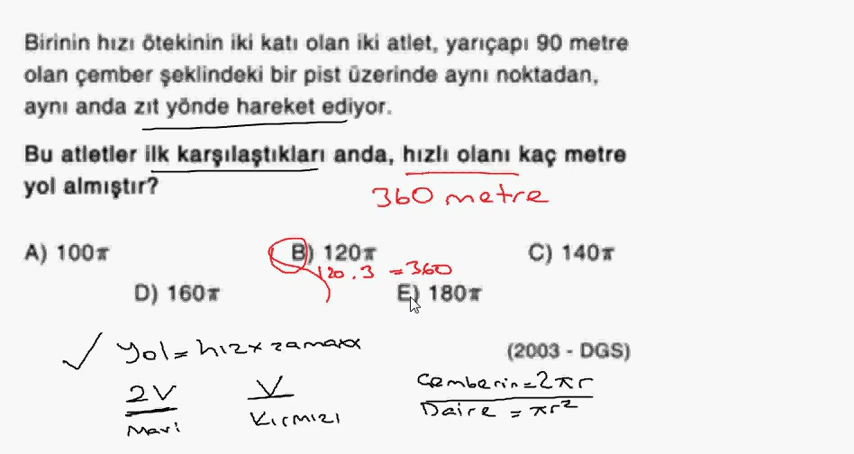 Birinin hızı ötekinin iki katı olan iki atlet, yarıçapı 90 metre
olan çember şeklindeki bir pist üzerinde aynı noktadan,
aynı anda zıt yönde hareket ediyor.
Bu atletler ilk karşılaştıkları anda, hızlı olanı kaç metre
yol almıştır?
360 metre
A) 100π
B) 120π
C) 140π
120.3 = 360
D) 160π
E) 180π
(2003 - DGS)
✓ yol = hız x zaman
2V
V
Mavi
Kırmızı
Çemberin = 2πr
Daire = πr²